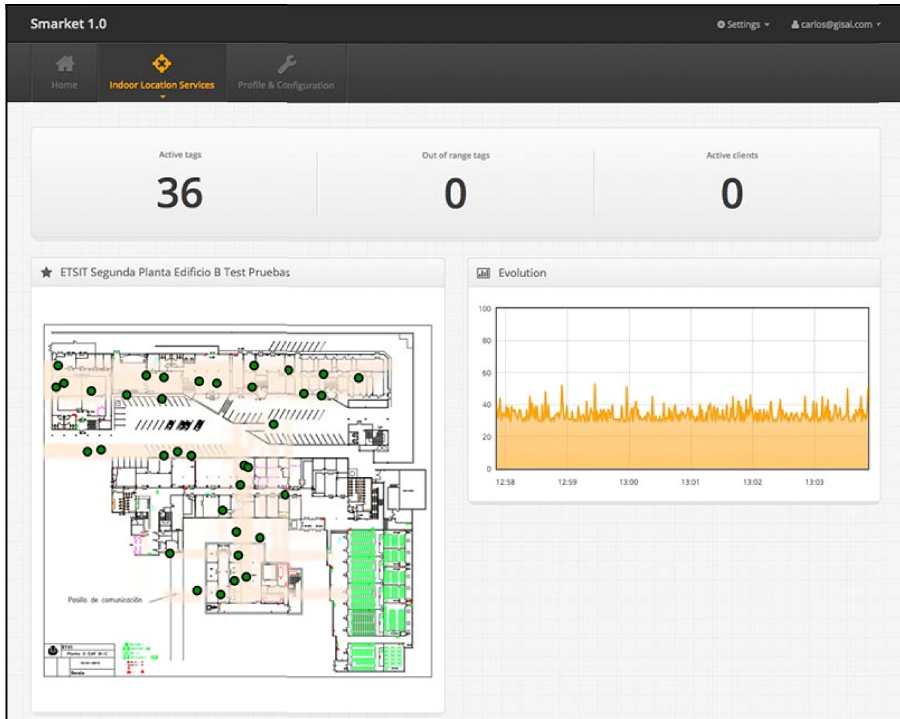 Smarket 1.0
Settings
carlos@gisai.com
Home
Indoor Location Services
Profile & Configuration
Active tags
Out of range tags
Active clients
36
0
0
ETSIT Segunda Planta Edificio B Test Pruebas
Evolution
100
80
60
40
20
0
12:58
12:59
13:00
13:01
13:02
13:03
Pasillo de comunicación